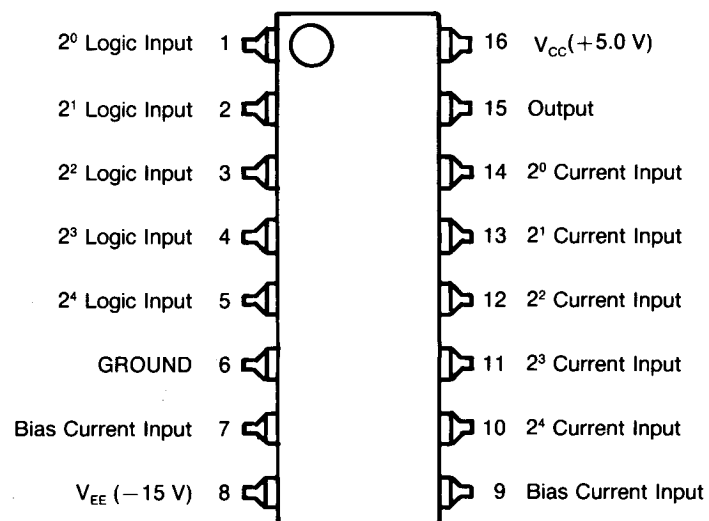 2⁰ Logic Input 1 16 V_CC(+5.0 V)
2¹ Logic Input 2 15 Output
2² Logic Input 3 14 2⁰ Current Input
2³ Logic Input 4 13 2¹ Current Input
2⁴ Logic Input 5 12 2² Current Input
GROUND 6 11 2³ Current Input
Bias Current Input 7 10 2⁴ Current Input
V_EE (−15 V) 8 9 Bias Current Input